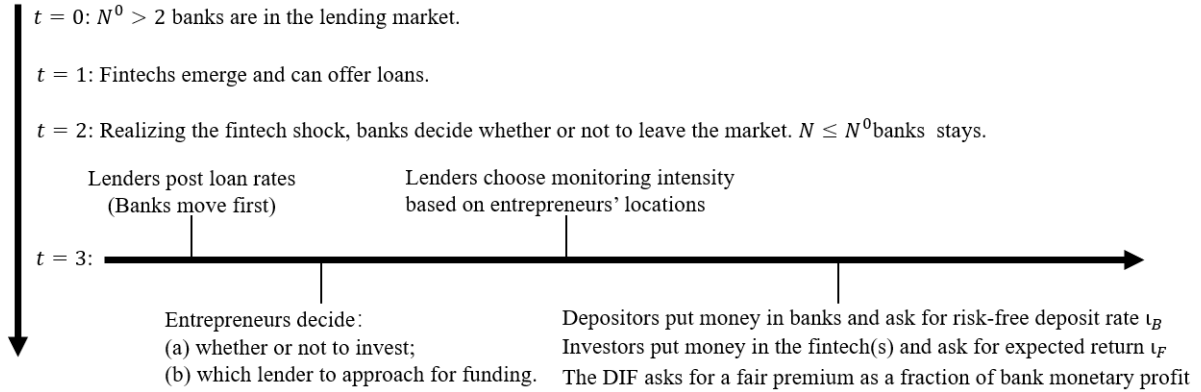 t = 0: N⁰ > 2 banks are in the lending market.
t = 1: Fintechs emerge and can offer loans.
t = 2: Realizing the fintech shock, banks decide whether or not to leave the market. N ≤ N⁰banks stays.
Lenders post loan rates
(Banks move first)
Lenders choose monitoring intensity
based on entrepreneurs' locations
t = 3:
Entrepreneurs decide:
(a) whether or not to invest;
(b) which lender to approach for funding.
Depositors put money in banks and ask for risk-free deposit rate ι_B
Investors put money in the fintech(s) and ask for expected return ι_F
The DIF asks for a fair premium as a fraction of bank monetary profit